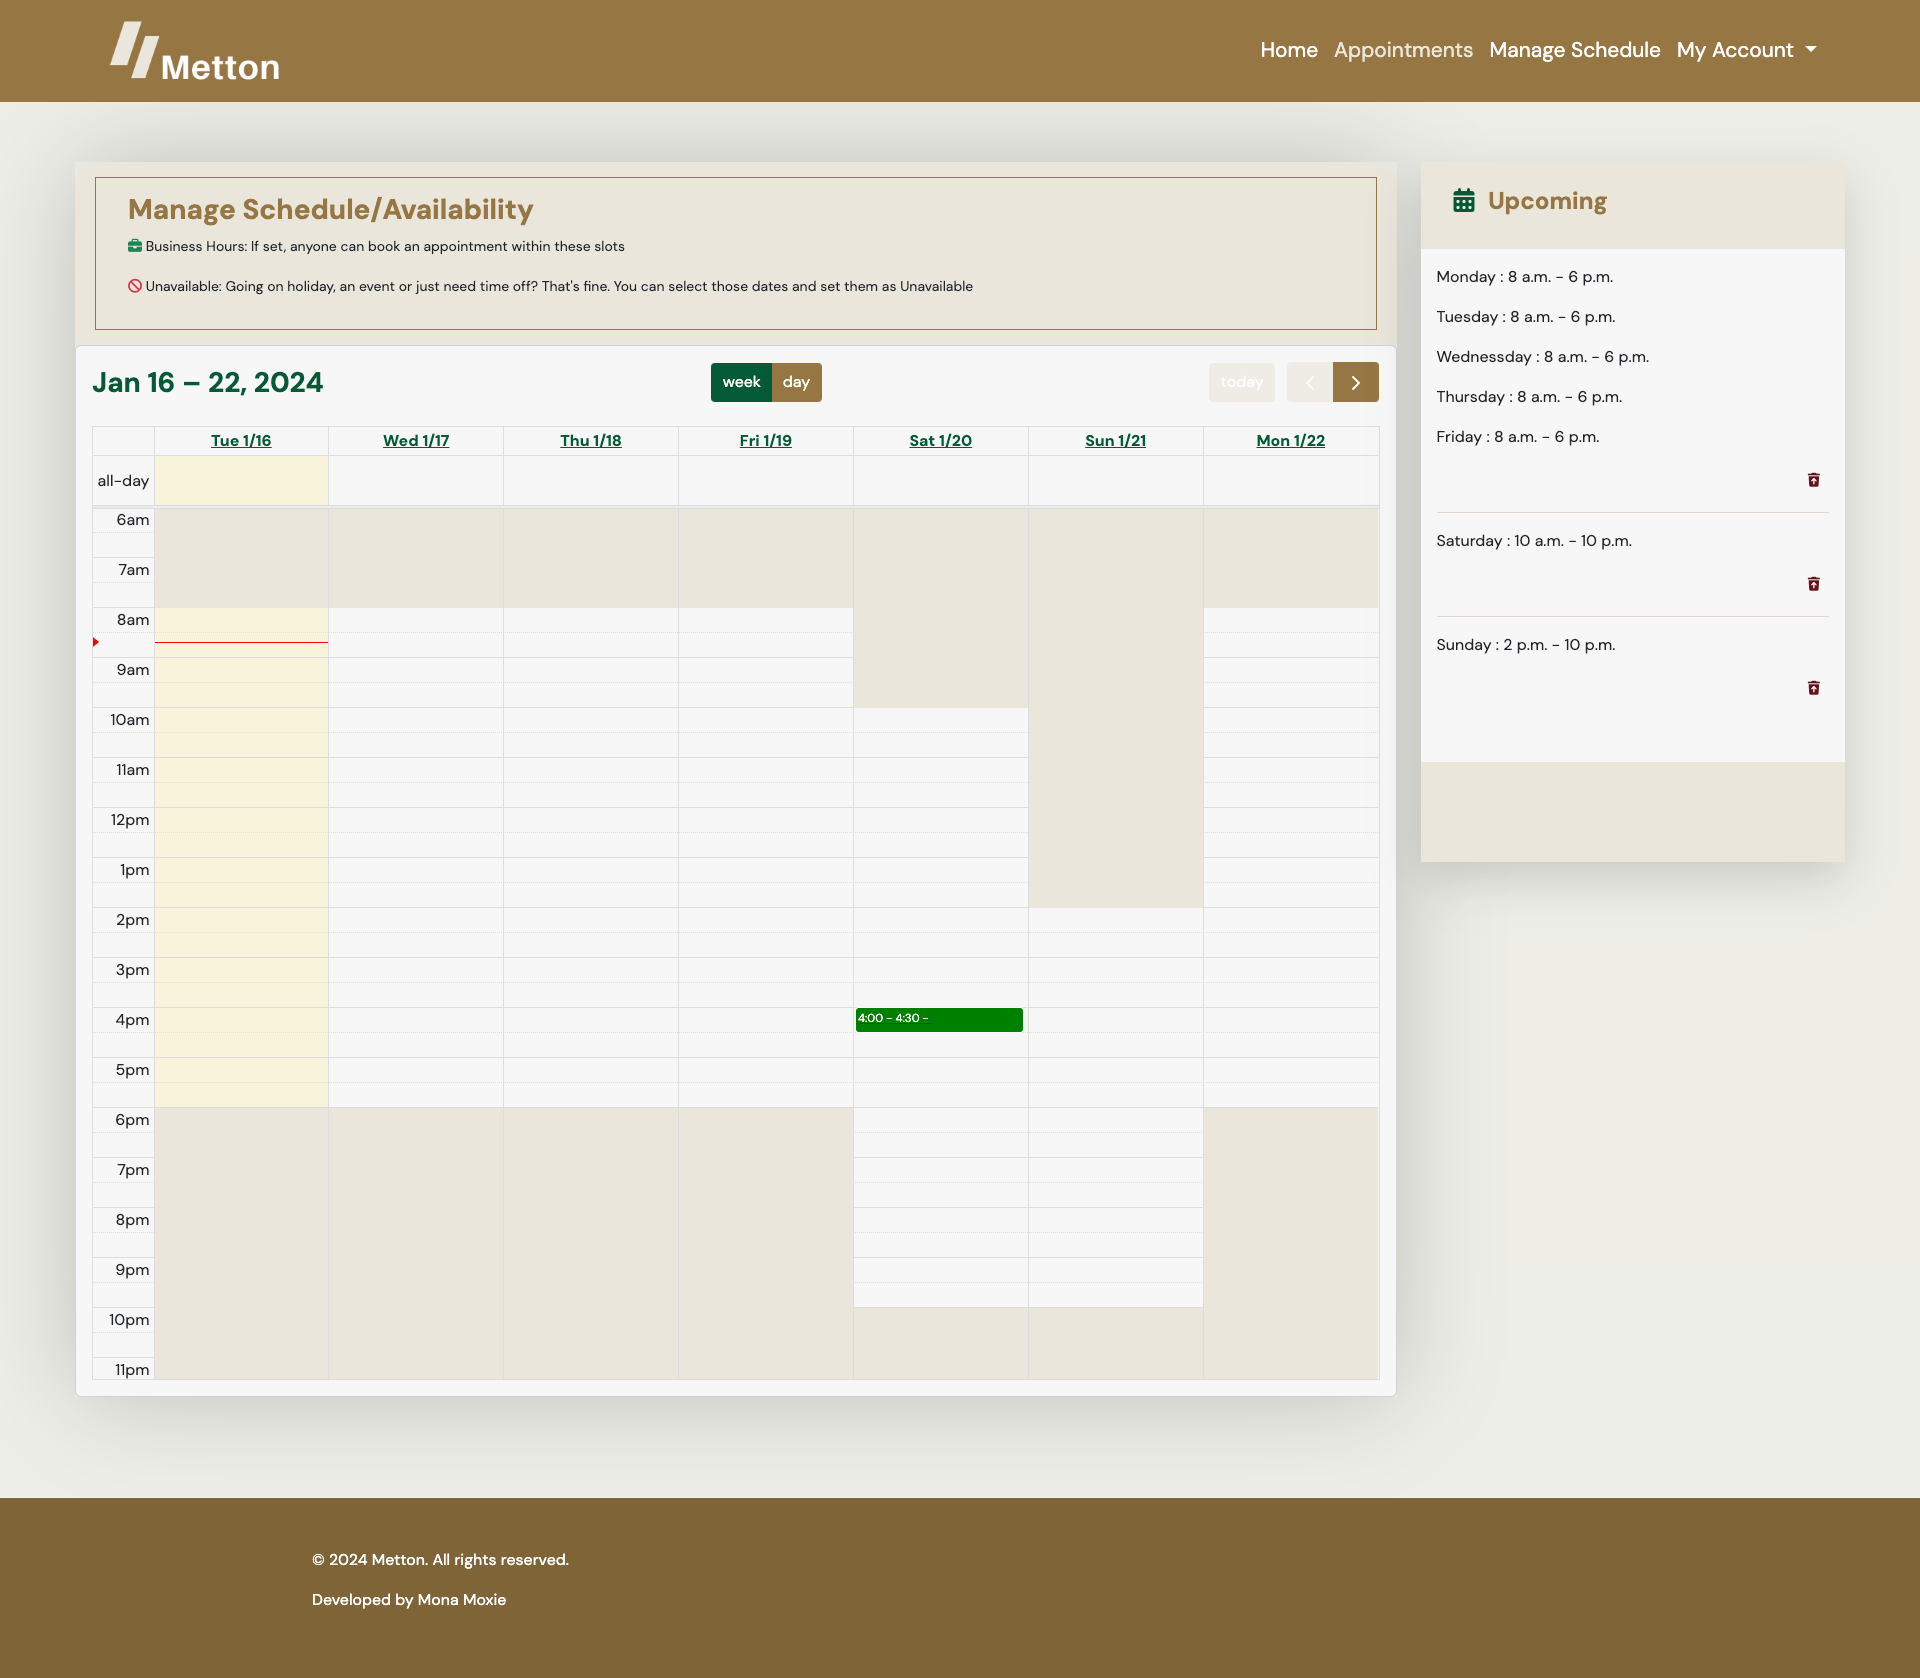 Metton
Home Appointments Manage Schedule My Account
Manage Schedule/Availability
Business Hours: If set, anyone can book an appointment within these slots
Unavailable: Going on holiday, an event or just need time off? That's fine. You can select those dates and set them as Unavailable
Jan 16 – 22, 2024
week day
today
Tue 1/16 Wed 1/17 Thu 1/18 Fri 1/19 Sat 1/20 Sun 1/21 Mon 1/22
all-day
6am
7am
8am
9am
10am
11am
12pm
1pm
2pm
3pm
4pm
4:00 - 4:30 -
5pm
6pm
7pm
8pm
9pm
10pm
11pm
Upcoming
Monday : 8 a.m. - 6 p.m.
Tuesday : 8 a.m. - 6 p.m.
Wednessday : 8 a.m. - 6 p.m.
Thursday : 8 a.m. - 6 p.m.
Friday : 8 a.m. - 6 p.m.
Saturday : 10 a.m. - 10 p.m.
Sunday : 2 p.m. - 10 p.m.
© 2024 Metton. All rights reserved.
Developed by Mona Moxie